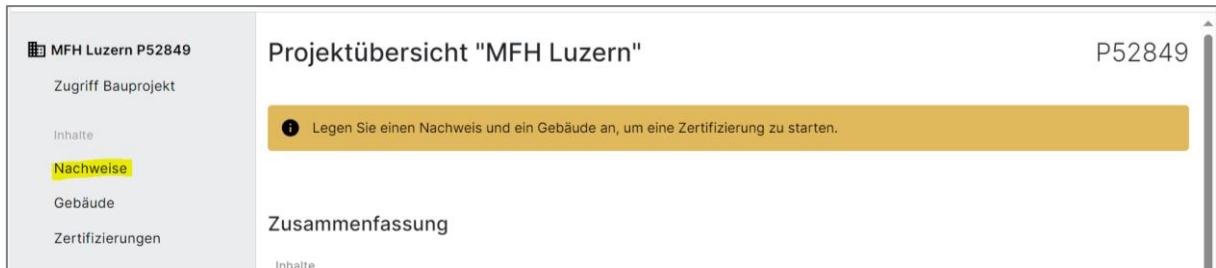 MFH Luzern P52849
Zugriff Bauprojekt
Inhalte
Nachweise
Gebäude
Zertifizierungen
Projektübersicht "MFH Luzern"
P52849
Legen Sie einen Nachweis und ein Gebäude an, um eine Zertifizierung zu starten.
Zusammenfassung
Inhalte